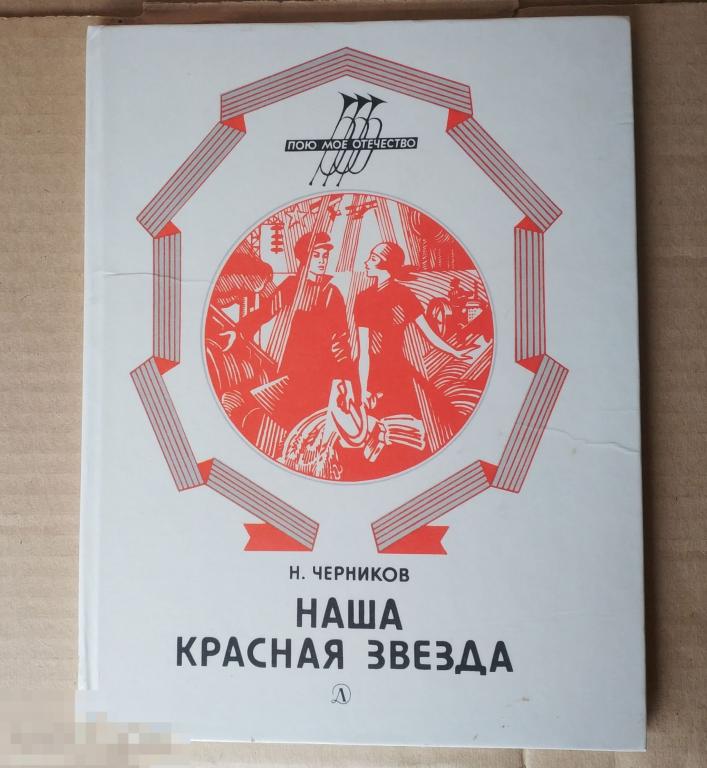 ПОЮ МОЕ ОТЕЧЕСТВО
Н. ЧЕРНИКОВ
НАША
КРАСНАЯ ЗВЕЗДА
Д